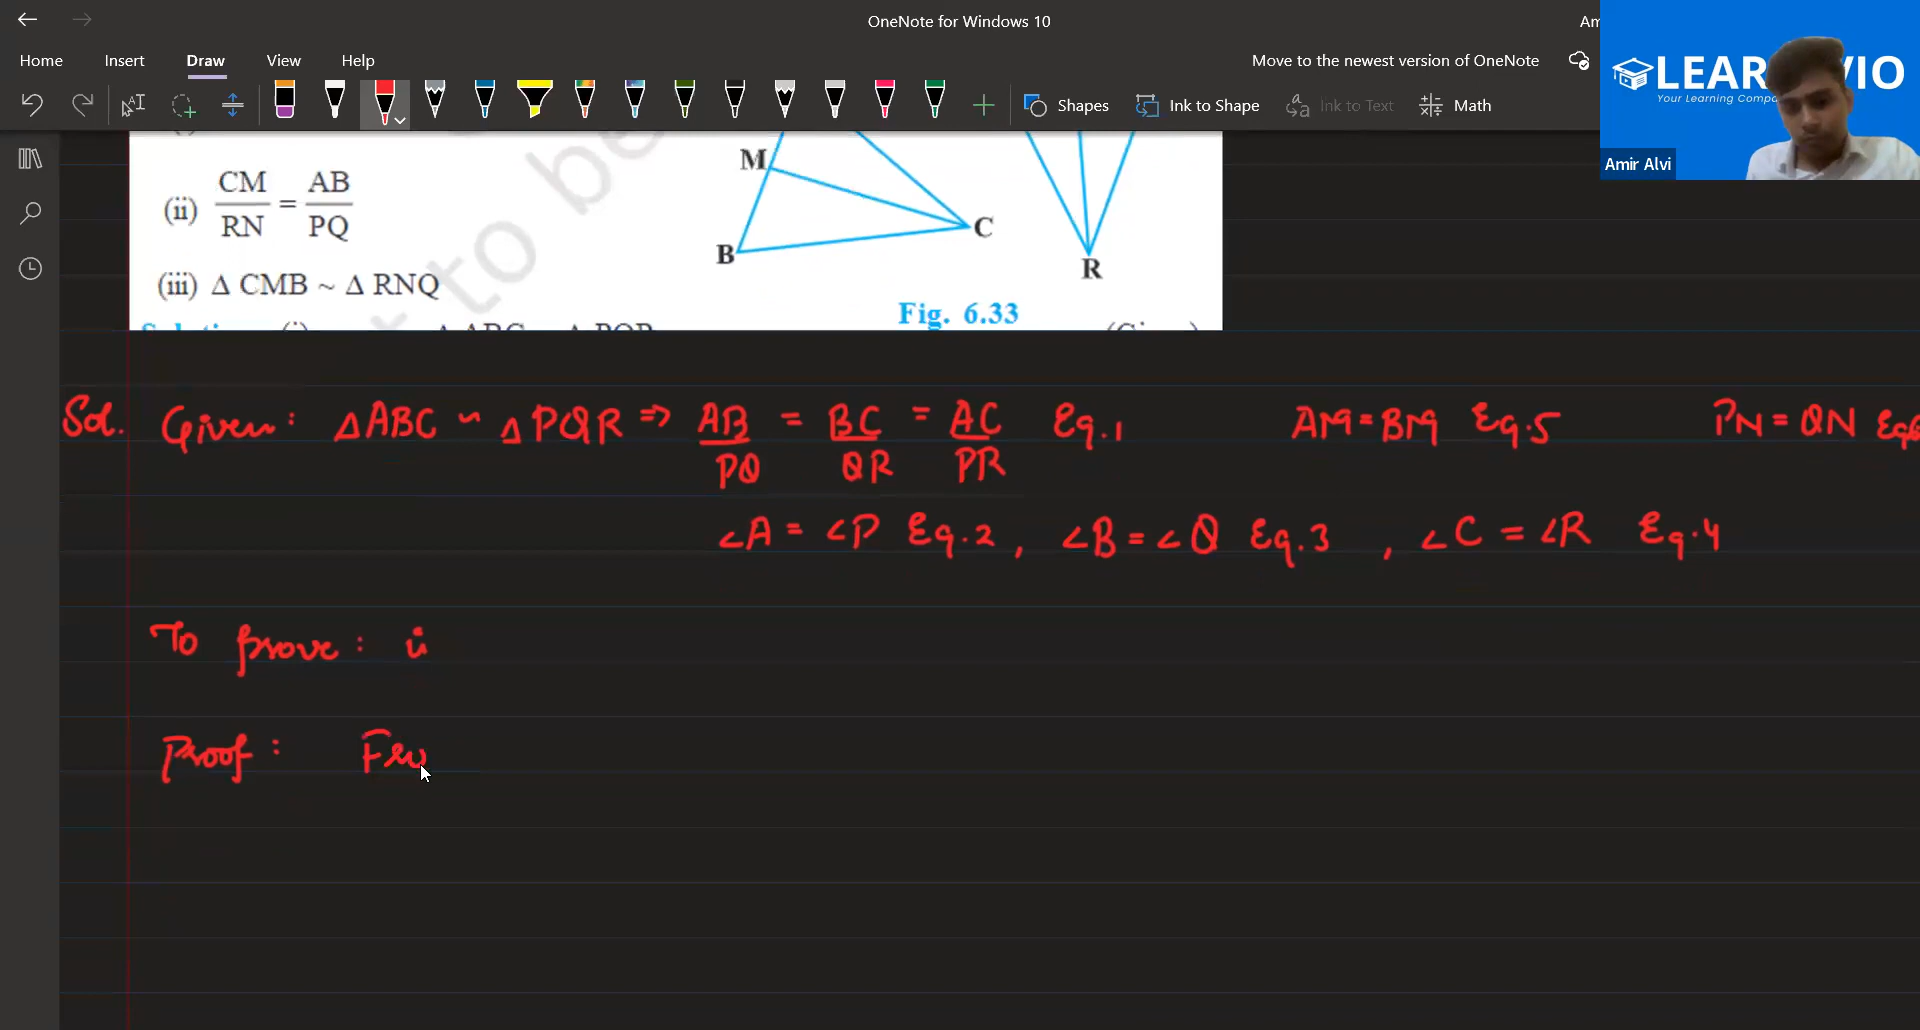 OneNote for Windows 10
Home Insert Draw View Help
Move to the newest version of OneNote
Shapes Ink to Shape Ink to Text Math
Your Learning
Amir Alvi
(ii) CM/RN = AB/PQ
(iii) Δ CMB ~ Δ RNQ
M
B
C
R
Fig. 6.33
Sol. Given: ΔABC ~ ΔPQR ⇒ AB/PQ = BC/QR = AC/PR Eq.1 AM=BM Eq.5 PN=QN
∠A = ∠P Eq.2, ∠B = ∠Q Eq.3, ∠C = ∠R Eq.4
To prove: ii
Proof: